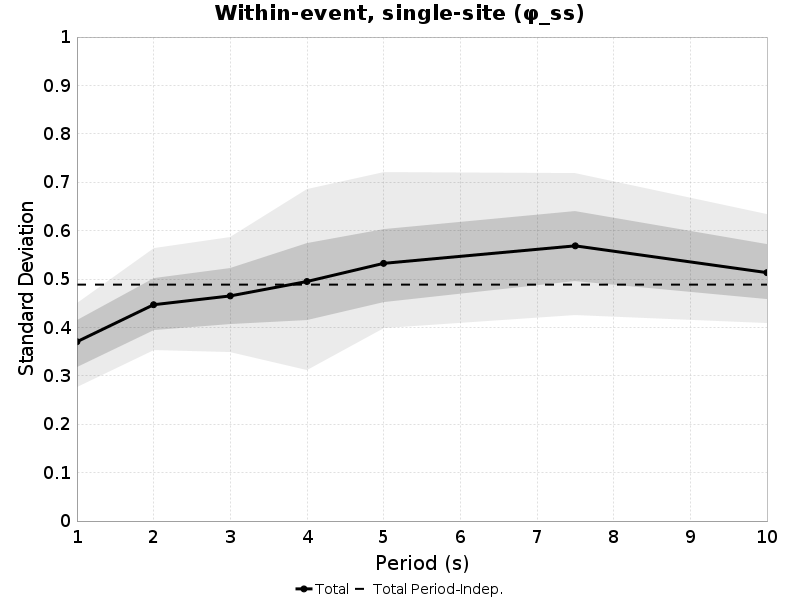 Within-event, single-site (φ_ss)
1
0.9
0.8
0.7
0.6
0.5
0.4
0.3
0.2
0.1
0
Standard Deviation
1 2 3 4 5 6 7 8 9 10
Period (s)
Total Total Period-Indep.